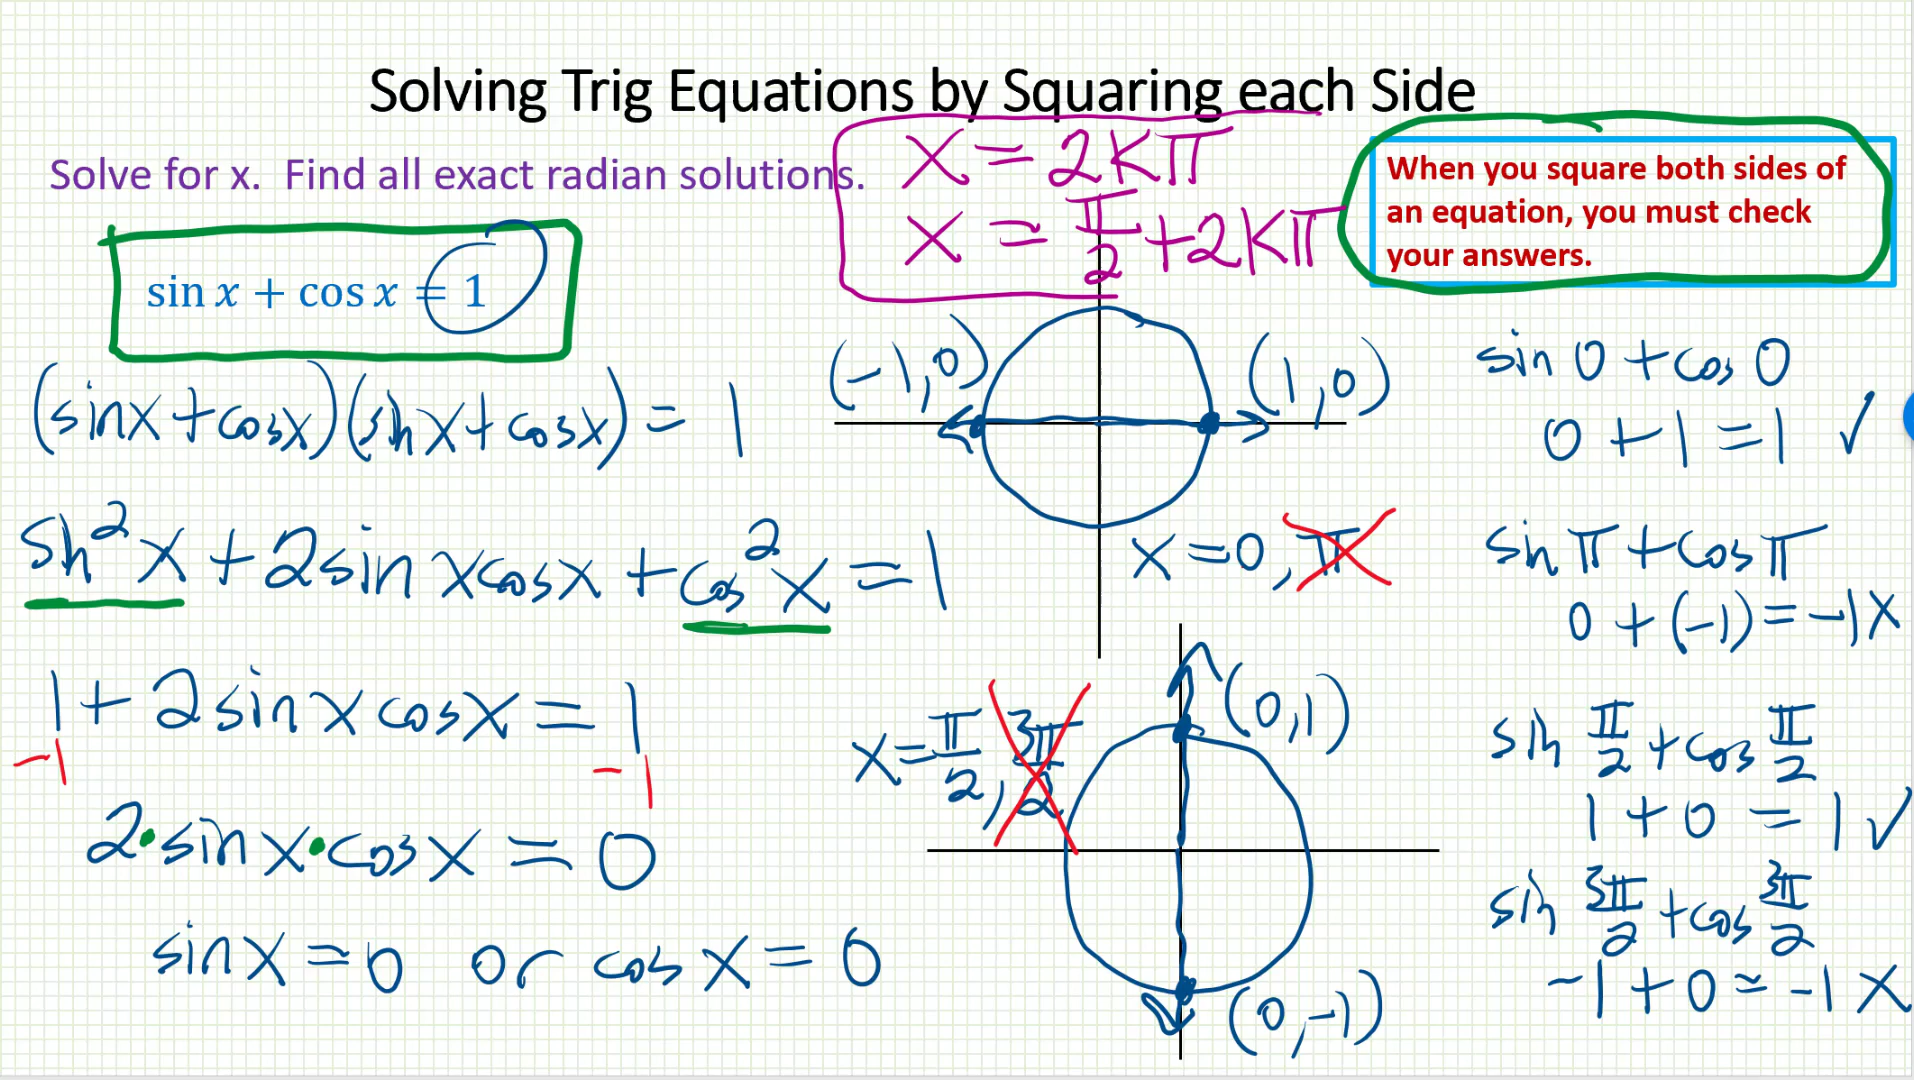 Solving Trig Equations by Squaring each Side
Solve for x. Find all exact radian solutions.
x = 2kπ
x = π/2 + 2kπ
When you square both sides of
an equation, you must check
your answers.
sin x + cos x = 1
(sinx + cosx)(sinx + cosx) = 1
sin²x + 2sinxcosx + cos²x = 1
1 + 2sinxcosx = 1
-1 -1
2·sinx·cosx = 0
sinx = 0 or cosx = 0
(-1,0) (1,0)
x = 0, π
(0,1)
x = π/2, 3π/2
(0,-1)
sin 0 + cos 0
0 + 1 = 1 ✓
sin π + cos π
0 + (-1) = -1 X
sin π/2 + cos π/2
1 + 0 = 1 ✓
sin 3π/2 + cos 3π/2
-1 + 0 = -1 X